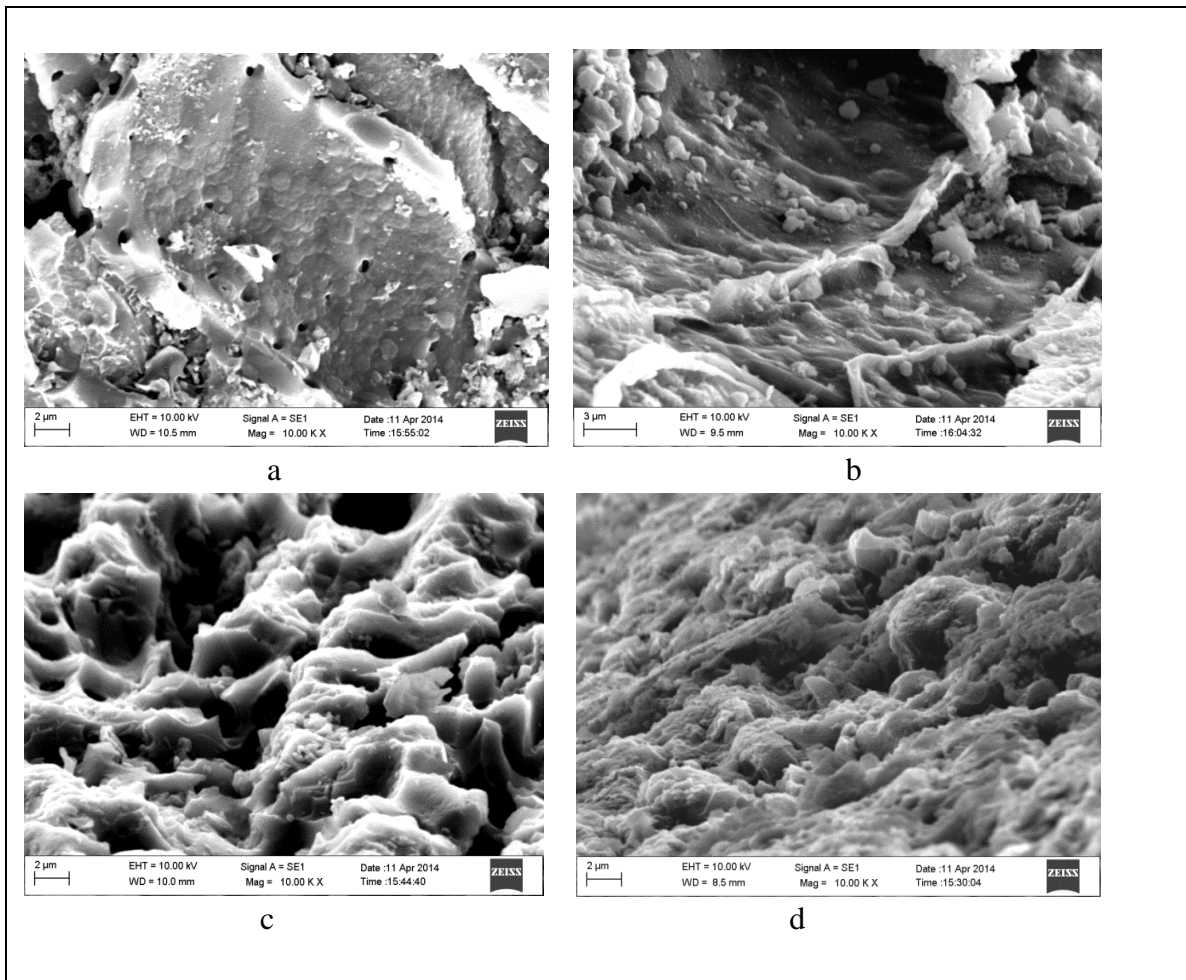 2 µm EHT = 10.00 kV Signal A = SE1 Date :11 Apr 2014
WD = 10.5 mm Mag = 10.00 K X Time :15:55:02
ZEISS
a
3 µm EHT = 10.00 kV Signal A = SE1 Date :11 Apr 2014
WD = 9.5 mm Mag = 10.00 K X Time :16:04:32
ZEISS
b
2 µm EHT = 10.00 kV Signal A = SE1 Date :11 Apr 2014
WD = 10.0 mm Mag = 10.00 K X Time :15:44:40
ZEISS
c
2 µm EHT = 10.00 kV Signal A = SE1 Date :11 Apr 2014
WD = 8.5 mm Mag = 10.00 K X Time :15:30:04
ZEISS
d